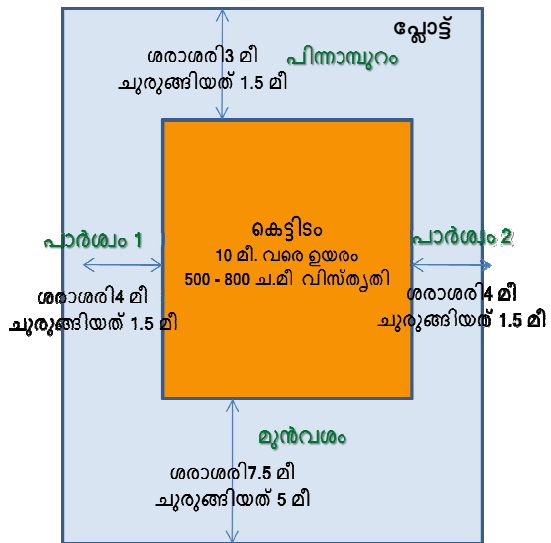 പ്ലോട്ട്
ശരാശരി3 മീ
ചുരുങ്ങിയത് 1.5 മീ
പിന്നാമ്പുറം
കെട്ടിടം
10 മീ. വരെ ഉയരം
500 - 800 ച.മീ വിസ്തൃതി
പാർശ്വം 1
ശരാശരി4 മീ
ചുരുങ്ങിയത് 1.5 മീ
പാർശ്വം 2
ശരാശരി4 മീ
ചുരുങ്ങിയത് 1.5 മീ
മുൻവശം
ശരാശരി7.5 മീ
ചുരുങ്ങിയത് 5 മീ